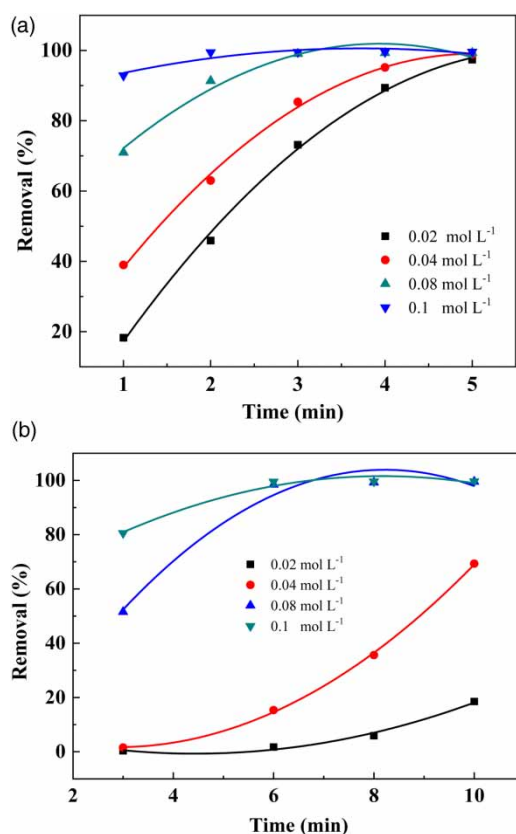 (a)
100
80
60
40
20
Removal (%)
0.02 mol L⁻¹
0.04 mol L⁻¹
0.08 mol L⁻¹
0.1 mol L⁻¹
1 2 3 4 5
Time (min)
(b)
100
80
60
40
20
0
Removal (%)
0.02 mol L⁻¹
0.04 mol L⁻¹
0.08 mol L⁻¹
0.1 mol L⁻¹
2 4 6 8 10
Time (min)